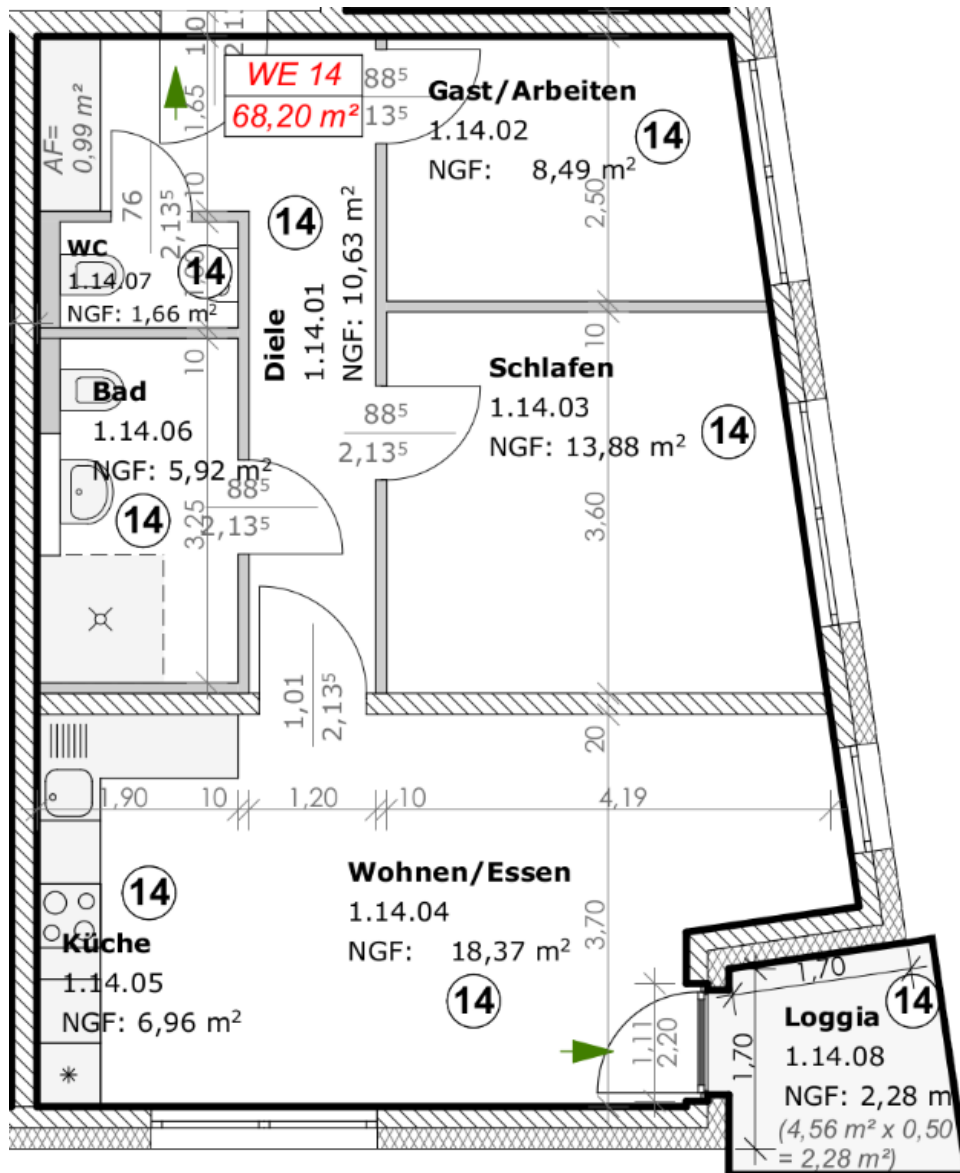 WE 14
68,20 m²
88⁵
2,13⁵
1,65
AF=
0,99 m²
Gast/Arbeiten
1.14.02
NGF: 8,49 m²
14
2,50
76
2,13⁵
10
14
Diele
1.14.01
NGF: 10,63 m²
WC
1.14.07
NGF: 1,66 m²
14
10
10
Schlafen
1.14.03
NGF: 13,88 m²
14
Bad
1.14.06
NGF: 5,92 m²
14
88⁵
2,13⁵
88⁵
2,13⁵
3,25
3,60
1,01
2,13⁵
20
1,90
10
1,20
10
4,19
Wohnen/Essen
1.14.04
NGF: 18,37 m²
14
14
Küche
1.14.05
NGF: 6,96 m²
3,70
1,11
2,20
1,70
1,70
Loggia
14
1.14.08
NGF: 2,28 m
(4,56 m² x 0,50
= 2,28 m²)